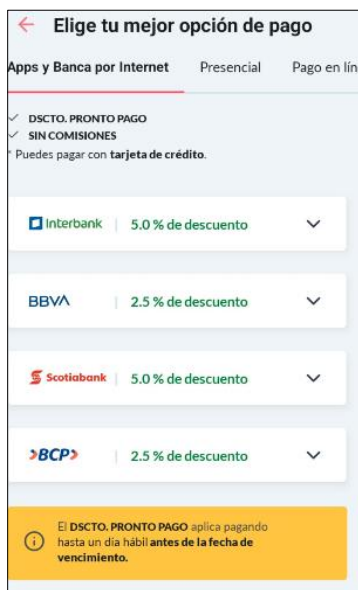 Elige tu mejor opción de pago
Apps y Banca por Internet Presencial Pago en lín
DSCTO. PRONTO PAGO
SIN COMISIONES
* Puedes pagar con tarjeta de crédito.
Interbank 5.0 % de descuento
BBVA 2.5 % de descuento
Scotiabank 5.0 % de descuento
BCP 2.5 % de descuento
El DSCTO. PRONTO PAGO aplica pagando
hasta un día hábil antes de la fecha de
vencimiento.